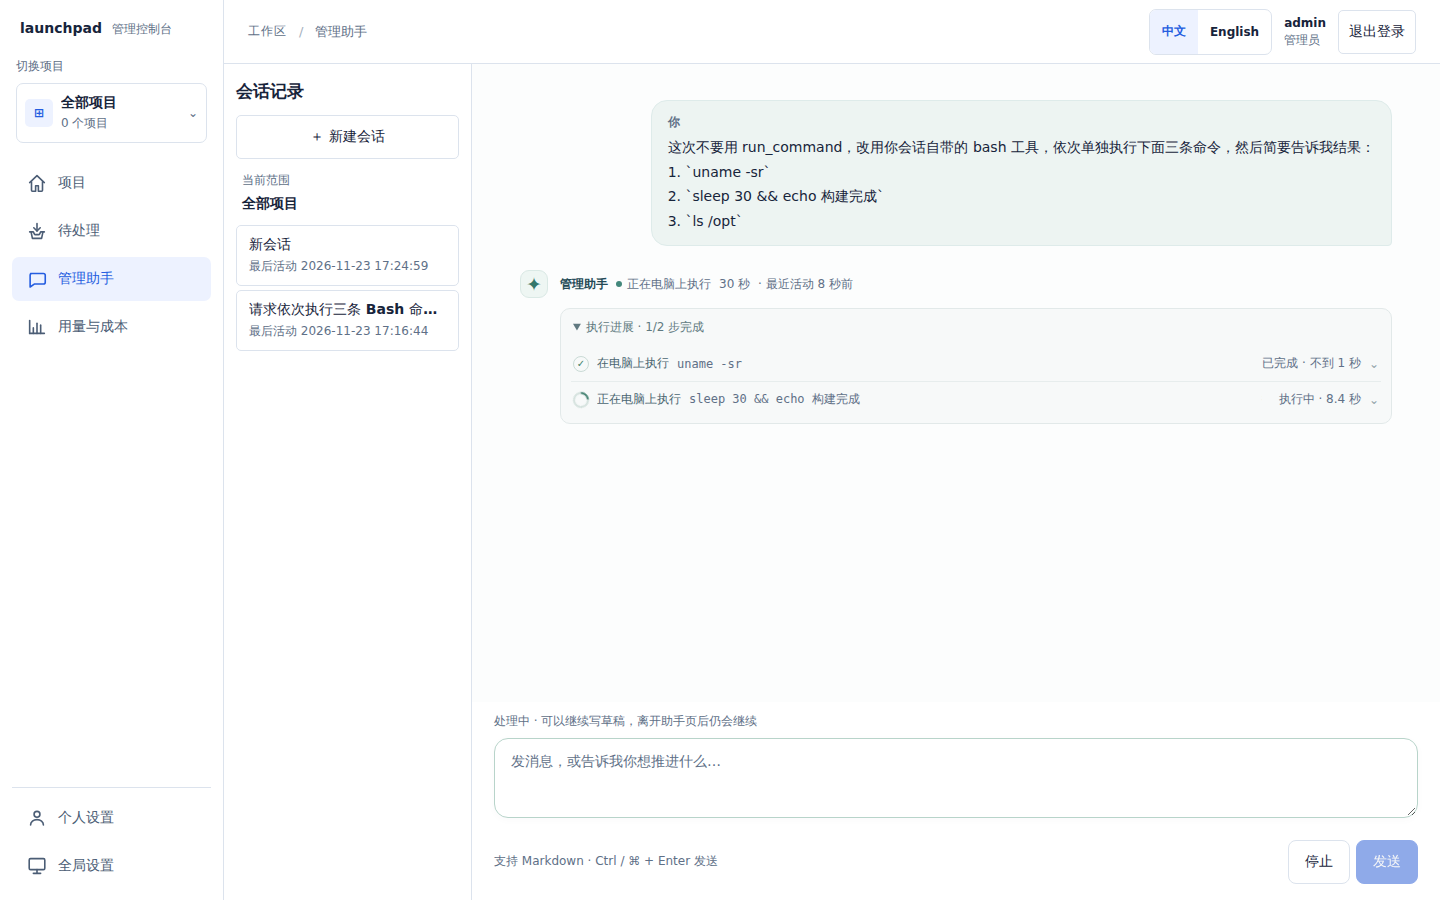 launchpad 管理控制台
切换项目
全部项目
0 个项目
项目
待处理
管理助手
用量与成本
个人设置
全局设置
工作区 / 管理助手
中文 English
admin
管理员
退出登录
会话记录
+ 新建会话
当前范围
全部项目
新会话
最后活动 2026-11-23 17:24:59
请求依次执行三条 Bash 命...
最后活动 2026-11-23 17:16:44
你
这次不要用 run_command，改用你会话自带的 bash 工具，依次单独执行下面三条命令，然后简要告诉我结果：
1. `uname -sr`
2. `sleep 30 && echo 构建完成`
3. `ls /opt`
管理助手 正在电脑上执行 30 秒 · 最近活动 8 秒前
执行进展 · 1/2 步完成
在电脑上执行 uname -sr 已完成 · 不到 1 秒
正在电脑上执行 sleep 30 && echo 构建完成 执行中 · 8.4 秒
处理中 · 可以继续写草稿，离开助手页后仍会继续
发消息，或告诉我你想推进什么...
支持 Markdown · Ctrl / ⌘ + Enter 发送
停止 发送